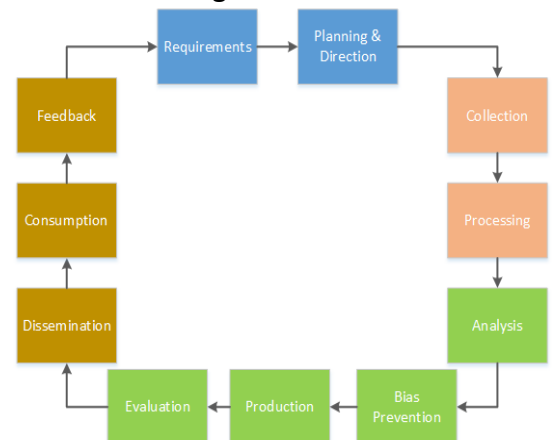 Requirements
Planning &
Direction
Collection
Processing
Analysis
Bias
Prevention
Production
Evaluation
Dissemination
Consumption
Feedback